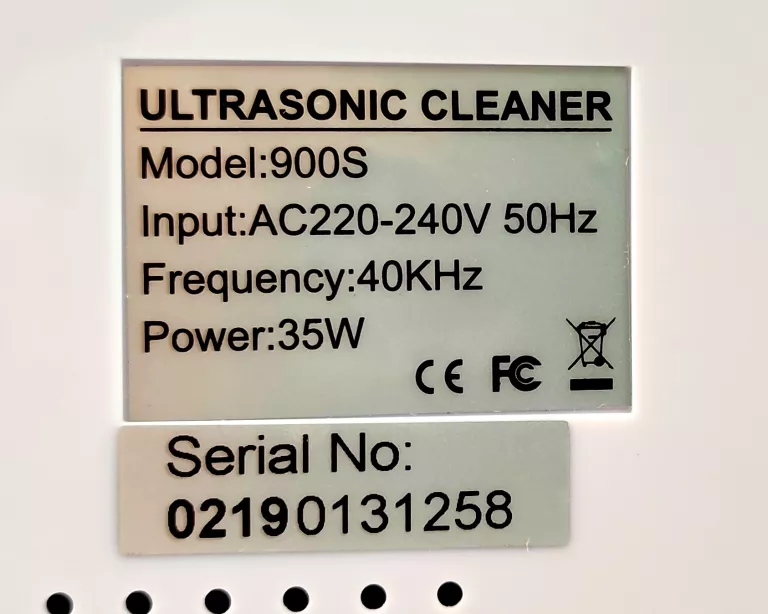 ULTRASONIC CLEANER
Model:900S
Input:AC220-240V 50Hz
Frequency:40KHz
Power:35W
CE FC
Serial No:
02190131258